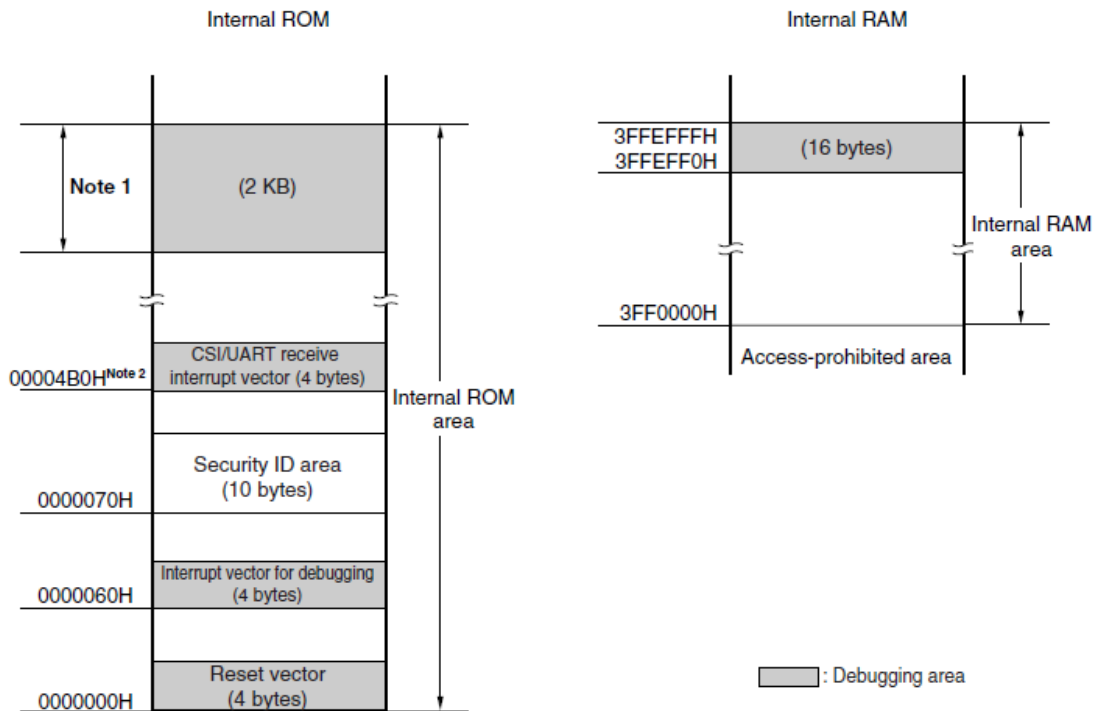 Internal ROM
Note 1
(2 KB)
CSI/UART receive
interrupt vector (4 bytes)
00004B0H Note 2
Internal ROM
area
Security ID area
(10 bytes)
0000070H
Interrupt vector for debugging
(4 bytes)
0000060H
Reset vector
(4 bytes)
0000000H
Internal RAM
3FFEFFFH
3FFEFF0H
(16 bytes)
Internal RAM
area
3FF0000H
Access-prohibited area
: Debugging area